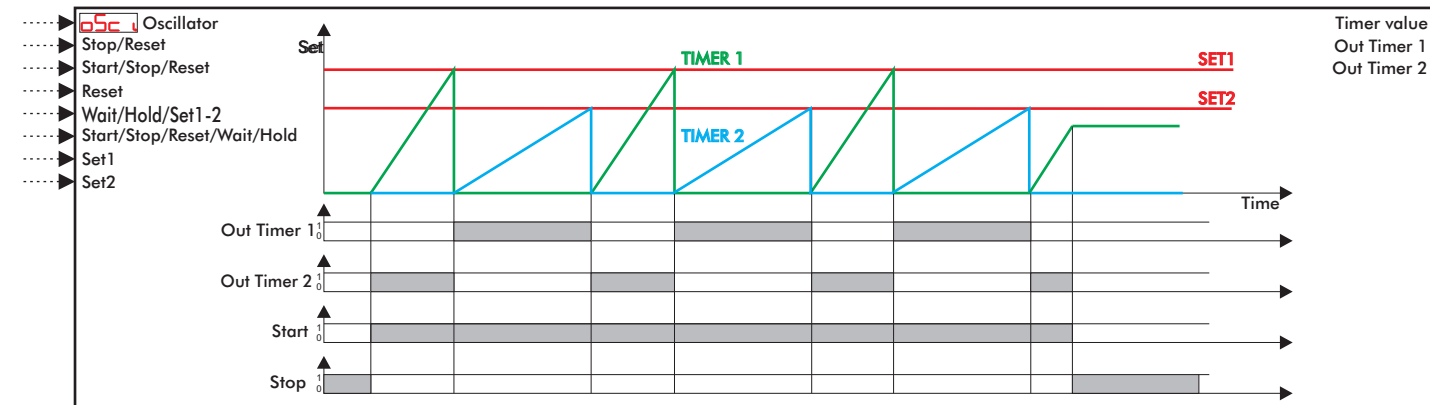 oSc i Oscillator
Stop/Reset
Start/Stop/Reset
Reset
Wait/Hold/Set1-2
Start/Stop/Reset/Wait/Hold
Set1
Set2
Set
TIMER 1
SET1
SET2
TIMER 2
Time
Timer value
Out Timer 1
Out Timer 2
Out Timer 1 1
0
Out Timer 2 1
0
Start 1
0
Stop 1
0